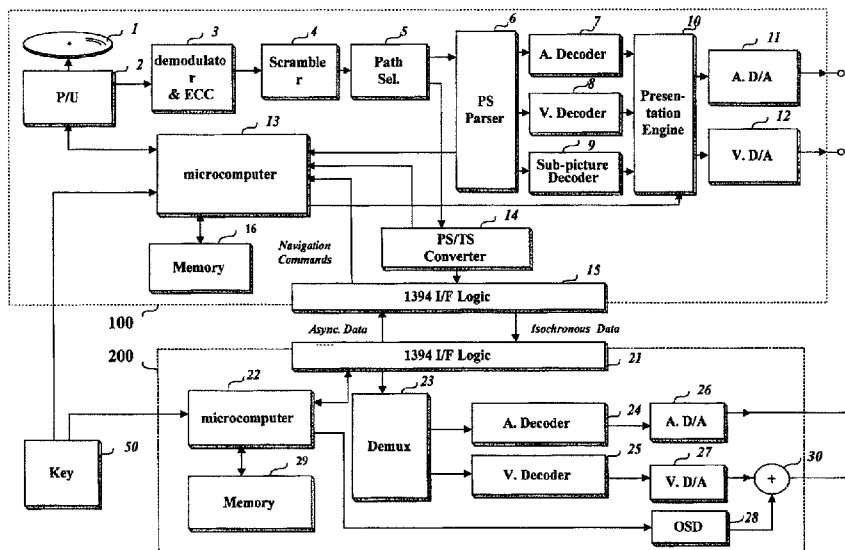 1
2
P/U
3
demodulato
r
& ECC
4
Scramble
r
5
Path
Sel.
6
PS
Parser
7
A. Decoder
8
V. Decoder
9
Sub-picture
Decoder
10
Presen-
tation
Engine
11
A. D/A
12
V. D/A
13
microcomputer
16
Memory
Navigation
Commands
14
PS/TS
Converter
15
1394 I/F Logic
100
Async. Data
Isochronous Data
200
1394 I/F Logic
21
22
microcomputer
23
Demux
A. Decoder
24
26
A. D/A
V. Decoder
25
27
V. D/A
+
30
OSD
28
29
Memory
Key
50